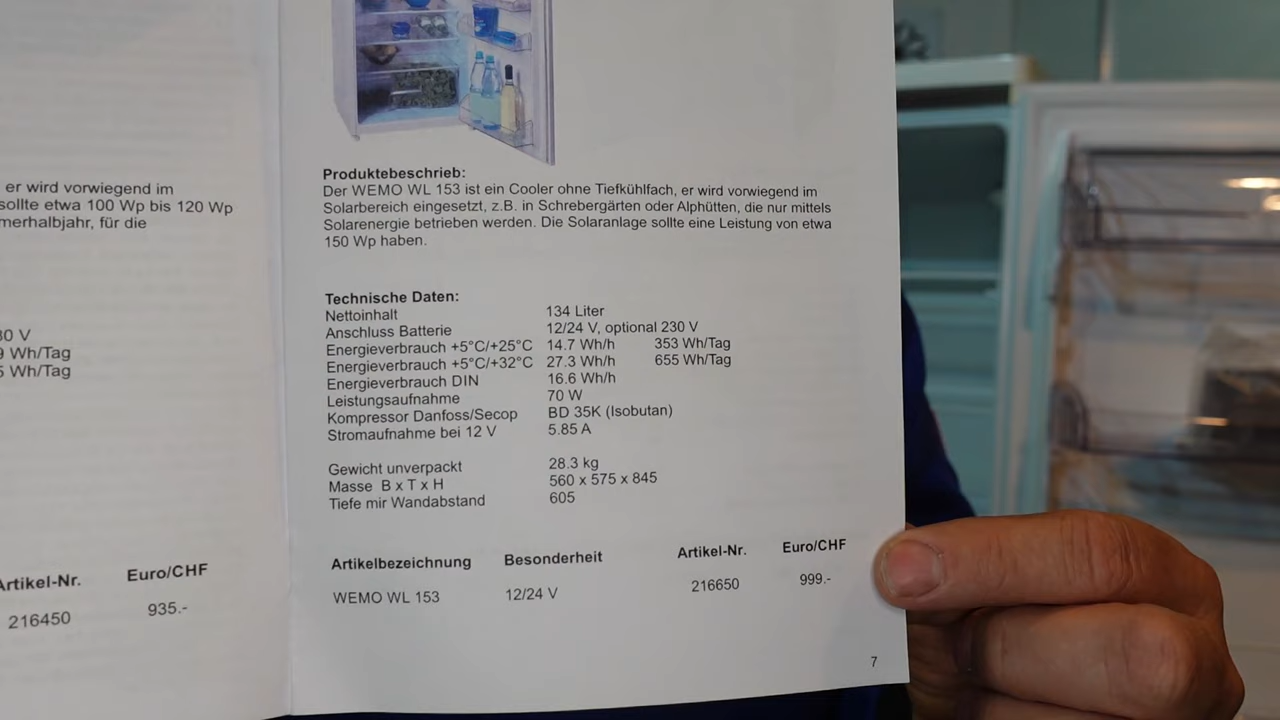 er wird vorwiegend im
sollte etwa 100 Wp bis 120 Wp
merhalbjahr, für die
30 V
9 Wh/Tag
5 Wh/Tag
Artikel-Nr. Euro/CHF
216450 935.-
Produktebeschrieb:
Der WEMO WL 153 ist ein Cooler ohne Tiefkühlfach, er wird vorwiegend im
Solarbereich eingesetzt, z.B. in Schrebergärten oder Alphütten, die nur mittels
Solarenergie betrieben werden. Die Solaranlage sollte eine Leistung von etwa
150 Wp haben.
Technische Daten:
Nettoinhalt 134 Liter
Anschluss Batterie 12/24 V, optional 230 V
Energieverbrauch +5°C/+25°C 14.7 Wh/h 353 Wh/Tag
Energieverbrauch +5°C/+32°C 27.3 Wh/h 655 Wh/Tag
Energieverbrauch DIN 16.6 Wh/h
Leistungsaufnahme 70 W
Kompressor Danfoss/Secop BD 35K (Isobutan)
Stromaufnahme bei 12 V 5.85 A
Gewicht unverpackt 28.3 kg
Masse B x T x H 560 x 575 x 845
Tiefe mir Wandabstand 605
Artikelbezeichnung Besonderheit Artikel-Nr. Euro/CHF
WEMO WL 153 12/24 V 216650 999.-
7